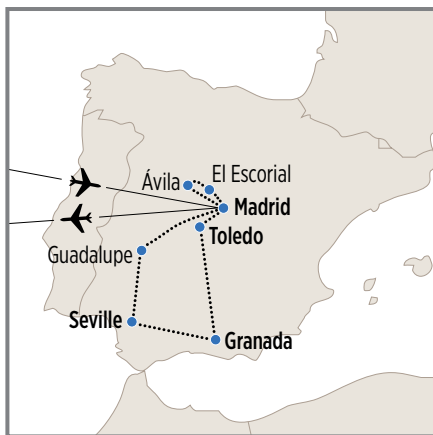 Ávila
El Escorial
Madrid
Toledo
Guadalupe
Seville
Granada